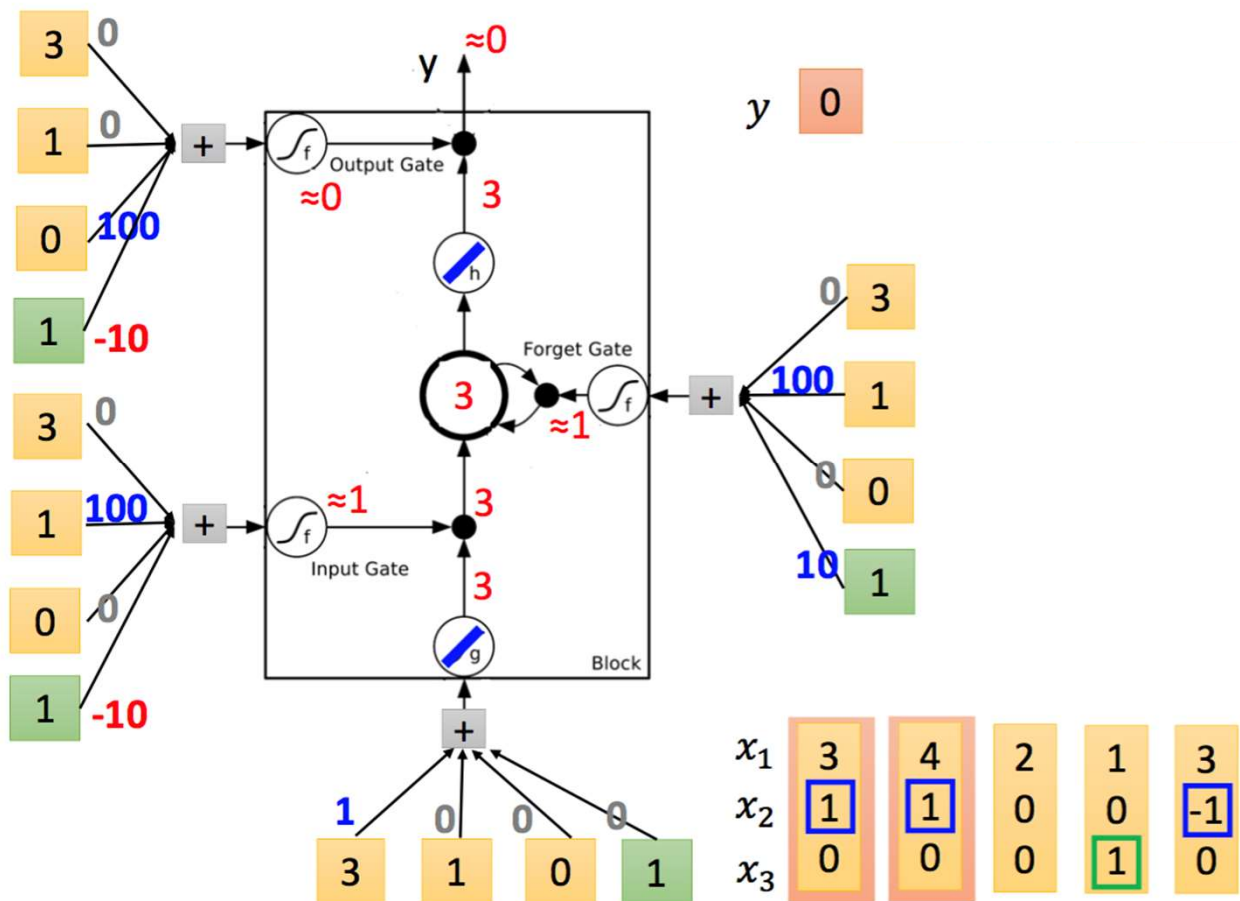 3 0
1 0
0 100
1 -10
3 0
1 100
0 0
1 -10
+
+
y ≈0
f Output Gate
≈0
3
h
Forget Gate
3
≈1 f
≈1 3
f
Input Gate
3
g Block
+
1 0 0 0
3 1 0 1
y 0
0 3
+ 100 1
0 0
10 1
x₁ 3 4 2 1 3
x₂ 1 1 0 0 -1
x₃ 0 0 0 1 0